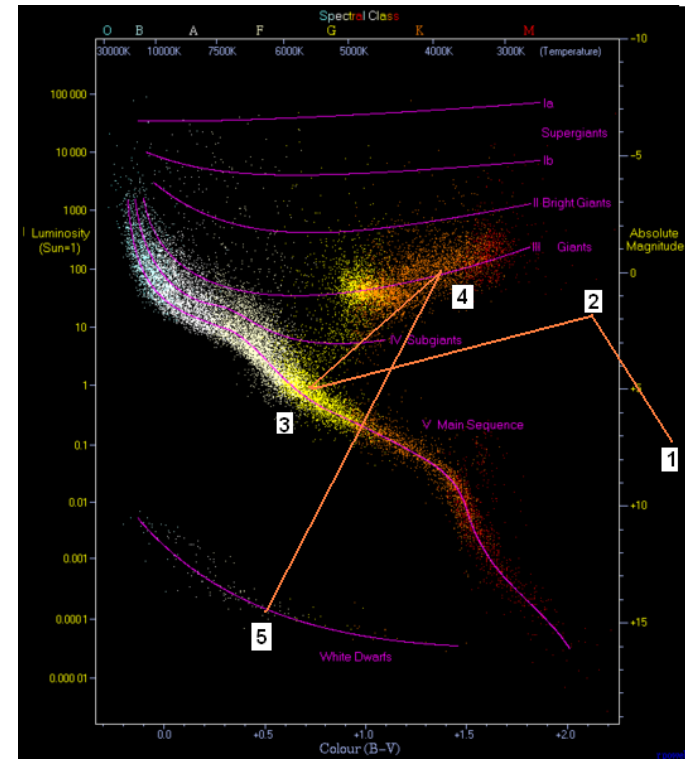 Spectral Class
O B A F G K M
30000K 10000K 7500K 6000K 5000K 4000K 3000K (Temperature)
-10
100 000
Ia
Supergiants
10 000
Ib
-5
1000
II Bright Giants
Luminosity
(Sun=1)
Absolute
Magnitude
III Giants
100
0
4
2
10
IV Subgiants
1
+5
3
V Main Sequence
0.1
1
0.01
+10
0.001
0.0001
5
+15
White Dwarfs
0.000 01
0.0 +0.5 +1.0 +1.5 +2.0
Colour (B-V)